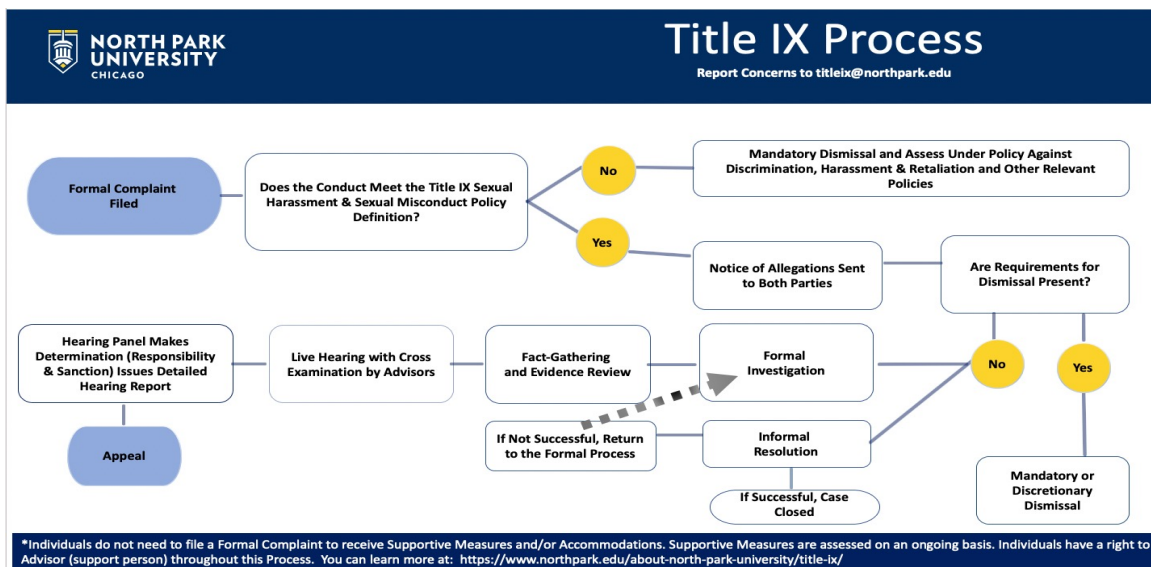 NORTH PARK
UNIVERSITY
CHICAGO
Title IX Process
Report Concerns to titleix@northpark.edu
Formal Complaint
Filed
Does the Conduct Meet the Title IX Sexual
Harassment & Sexual Misconduct Policy
Definition?
No
Mandatory Dismissal and Assess Under Policy Against
Discrimination, Harassment & Retaliation and Other Relevant
Policies
Yes
Notice of Allegations Sent
to Both Parties
Are Requirements for
Dismissal Present?
No
Yes
Mandatory or
Discretionary
Dismissal
Formal
Investigation
Informal
Resolution
If Successful, Case
Closed
If Not Successful, Return
to the Formal Process
Fact-Gathering
and Evidence Review
Live Hearing with Cross
Examination by Advisors
Hearing Panel Makes
Determination (Responsibility
& Sanction) Issues Detailed
Hearing Report
Appeal
*Individuals do not need to file a Formal Complaint to receive Supportive Measures and/or Accommodations. Supportive Measures are assessed on an ongoing basis. Individuals have a right to
Advisor (support person) throughout this Process. You can learn more at: https://www.northpark.edu/about-north-park-university/title-ix/